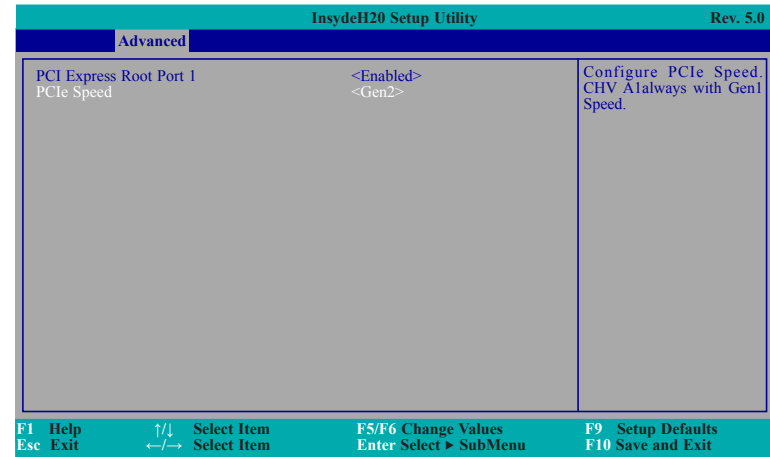 InsydeH20 Setup Utility Rev. 5.0
Advanced
PCI Express Root Port 1 <Enabled>
PCIe Speed <Gen2>
Configure PCIe Speed.
CHV A1always with Gen1
Speed.
F1 Help ↑/↓ Select Item F5/F6 Change Values F9 Setup Defaults
Esc Exit ←/→ Select Item Enter Select ► SubMenu F10 Save and Exit